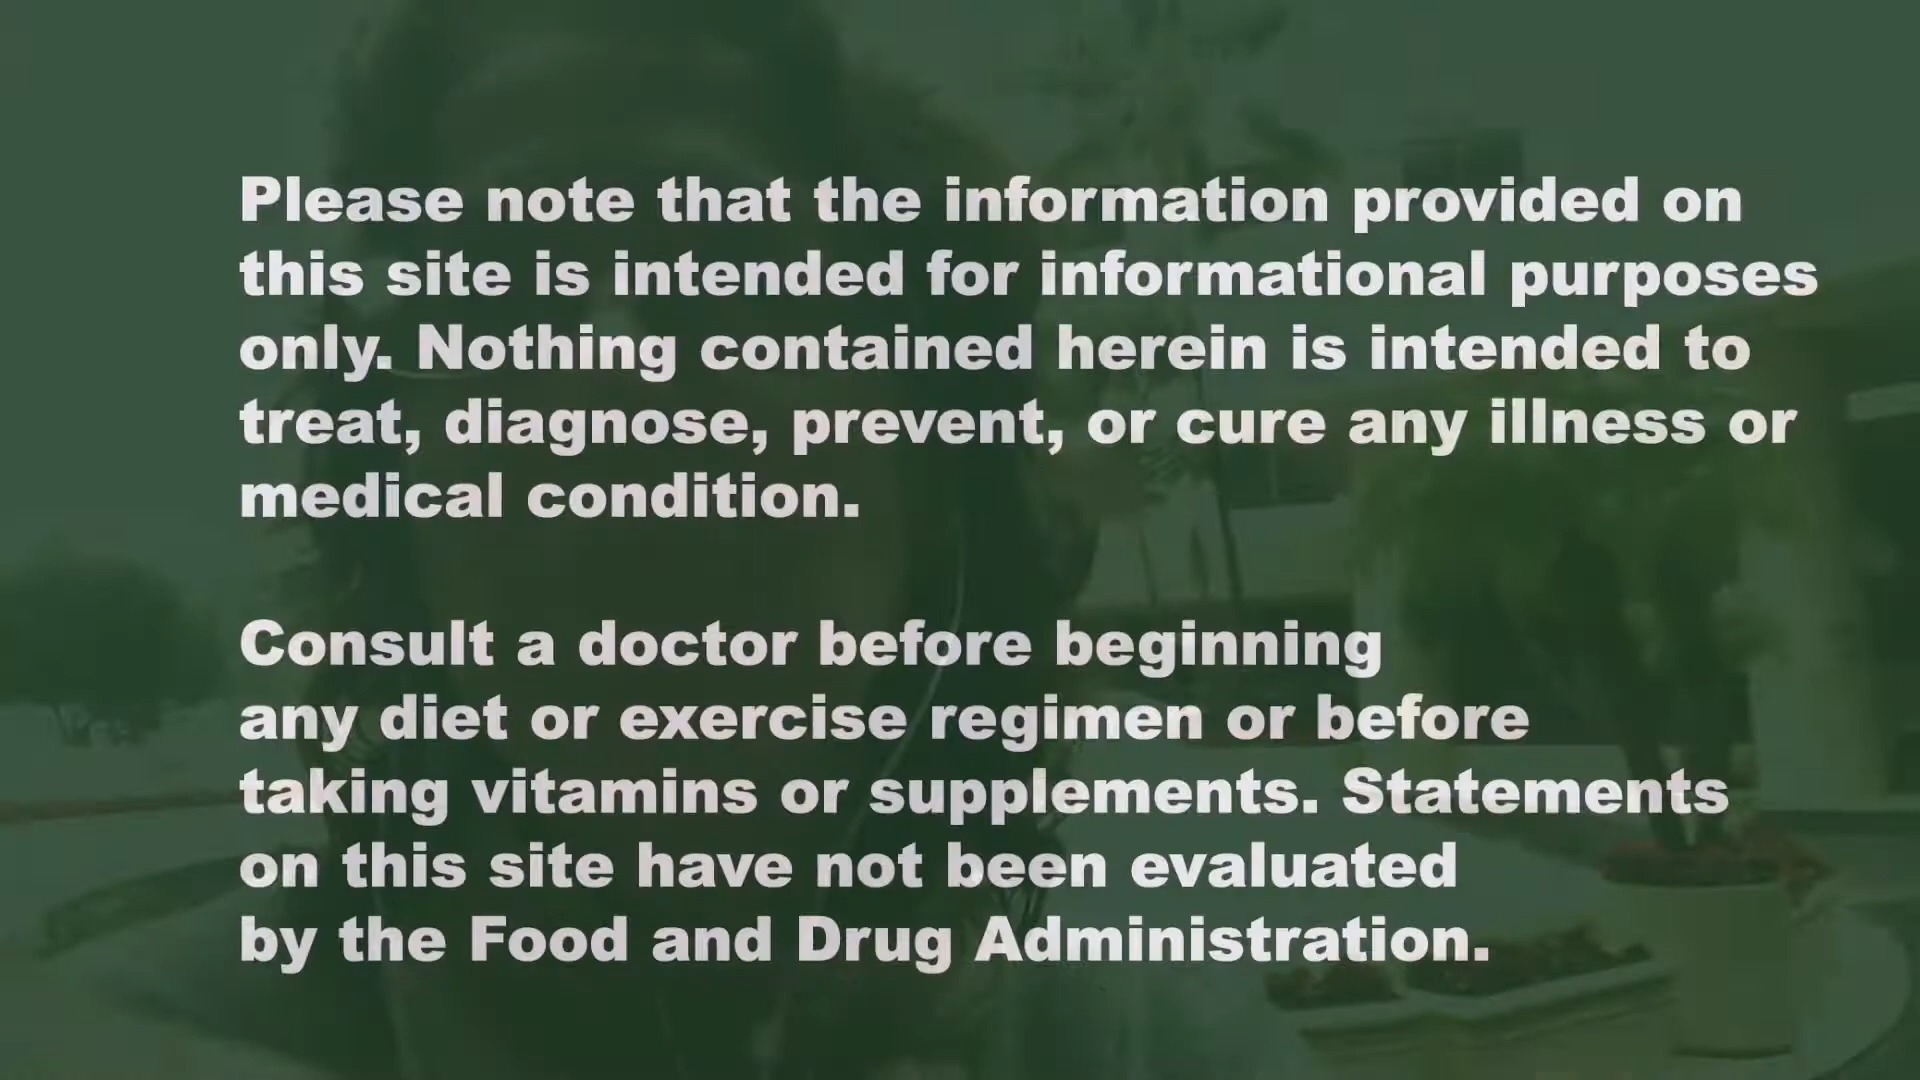 Please note that the information provided on
this site is intended for informational purposes
only. Nothing contained herein is intended to
treat, diagnose, prevent, or cure any illness or
medical condition.
Consult a doctor before beginning
any diet or exercise regimen or before
taking vitamins or supplements. Statements
on this site have not been evaluated
by the Food and Drug Administration.